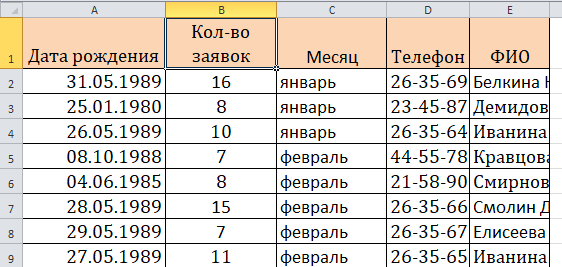 A B C D E
Кол-во
1 Дата рождения заявок Месяц Телефон ФИО
2 31.05.1989 16 январь 26-35-69 Белкина
3 25.01.1980 8 январь 23-45-87 Демидов
4 26.05.1989 10 январь 26-35-64 Иванина
5 08.10.1988 7 февраль 44-55-78 Кравцова
6 04.06.1985 8 февраль 21-58-90 Смирнов
7 28.05.1989 15 февраль 26-35-66 Смолин Д
8 29.05.1989 7 февраль 26-35-67 Елисеева
9 27.05.1989 11 февраль 26-35-65 Иванина